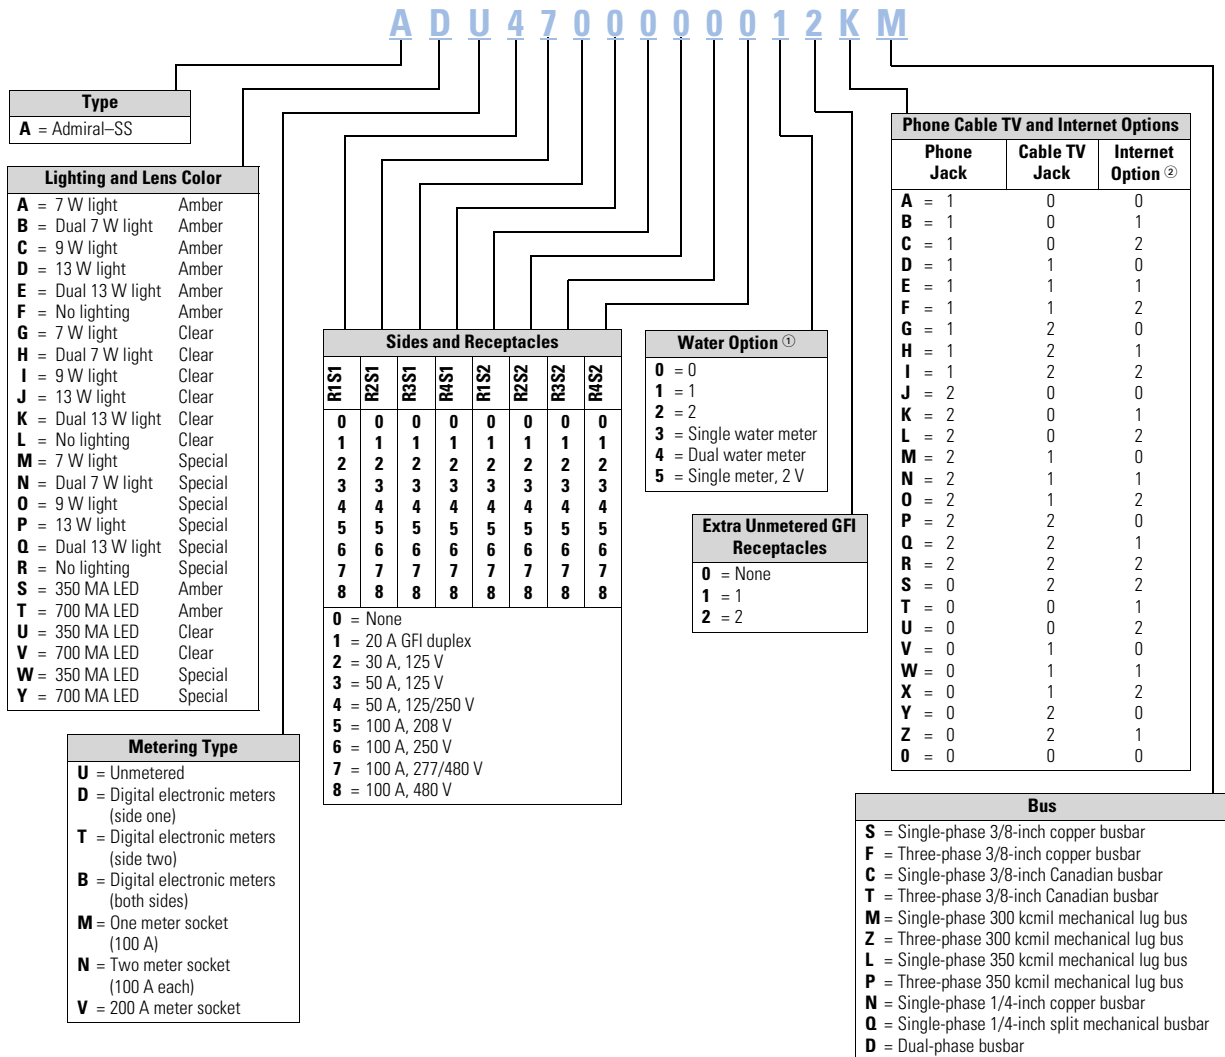 A D U 4 7 0 0 0 0 0 0 1 2 K M
Type
A = Admiral–SS
Lighting and Lens Color
A = 7 W light Amber
B = Dual 7 W light Amber
C = 9 W light Amber
D = 13 W light Amber
E = Dual 13 W light Amber
F = No lighting Amber
G = 7 W light Clear
H = Dual 7 W light Clear
I = 9 W light Clear
J = 13 W light Clear
K = Dual 13 W light Clear
L = No lighting Clear
M = 7 W light Special
N = Dual 7 W light Special
O = 9 W light Special
P = 13 W light Special
Q = Dual 13 W light Special
R = No lighting Special
S = 350 MA LED Amber
T = 700 MA LED Amber
U = 350 MA LED Clear
V = 700 MA LED Clear
W = 350 MA LED Special
Y = 700 MA LED Special
Metering Type
U = Unmetered
D = Digital electronic meters
(side one)
T = Digital electronic meters
(side two)
B = Digital electronic meters
(both sides)
M = One meter socket
(100 A)
N = Two meter socket
(100 A each)
V = 200 A meter socket
Sides and Receptacles
R1S1 R2S1 R3S1 R4S1 R1S2 R2S2 R3S2 R4S2
0 0 0 0 0 0 0 0
1 1 1 1 1 1 1 1
2 2 2 2 2 2 2 2
3 3 3 3 3 3 3 3
4 4 4 4 4 4 4 4
5 5 5 5 5 5 5 5
6 6 6 6 6 6 6 6
7 7 7 7 7 7 7 7
8 8 8 8 8 8 8 8
0 = None
1 = 20 A GFI duplex
2 = 30 A, 125 V
3 = 50 A, 125 V
4 = 50 A, 125/250 V
5 = 100 A, 208 V
6 = 100 A, 250 V
7 = 100 A, 277/480 V
8 = 100 A, 480 V
Water Option ①
0 = 0
1 = 1
2 = 2
3 = Single water meter
4 = Dual water meter
5 = Single meter, 2 V
Extra Unmetered GFI
Receptacles
0 = None
1 = 1
2 = 2
Phone Cable TV and Internet Options
Phone Cable TV Internet
Jack Jack Option ②
A = 1 0 0
B = 1 0 1
C = 1 0 2
D = 1 1 0
E = 1 1 1
F = 1 1 2
G = 1 2 0
H = 1 2 1
I = 1 2 2
J = 2 0 0
K = 2 0 1
L = 2 0 2
M = 2 1 0
N = 2 1 1
O = 2 1 2
P = 2 2 0
Q = 2 2 1
R = 2 2 2
S = 0 2 2
T = 0 0 1
U = 0 0 2
V = 0 1 0
W = 0 1 1
X = 0 1 2
Y = 0 2 0
Z = 0 2 1
0 = 0 0 0
Bus
S = Single-phase 3/8-inch copper busbar
F = Three-phase 3/8-inch copper busbar
C = Single-phase 3/8-inch Canadian busbar
T = Three-phase 3/8-inch Canadian busbar
M = Single-phase 300 kcmil mechanical lug bus
Z = Three-phase 300 kcmil mechanical lug bus
L = Single-phase 350 kcmil mechanical lug bus
P = Three-phase 350 kcmil mechanical lug bus
N = Single-phase 1/4-inch copper busbar
Q = Single-phase 1/4-inch split mechanical busbar
D = Dual-phase busbar